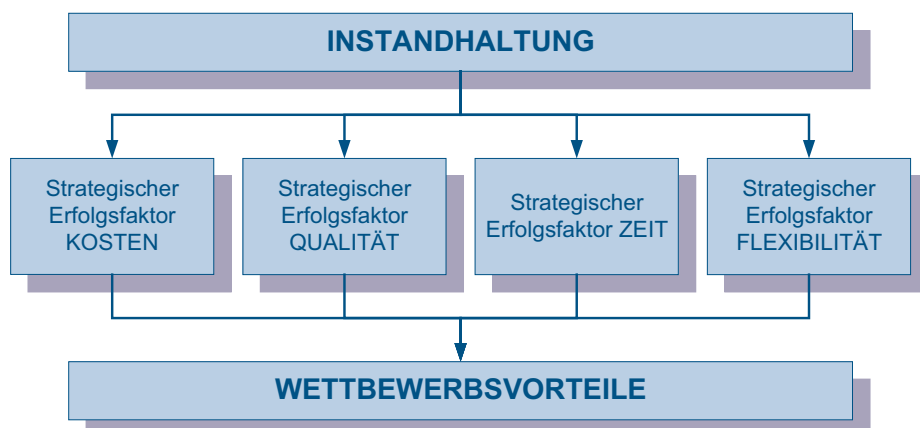 INSTANDHALTUNG
Strategischer
Erfolgsfaktor
KOSTEN
Strategischer
Erfolgsfaktor
QUALITÄT
Strategischer
Erfolgsfaktor ZEIT
Strategischer
Erfolgsfaktor
FLEXIBILITÄT
WETTBEWERBSVORTEILE